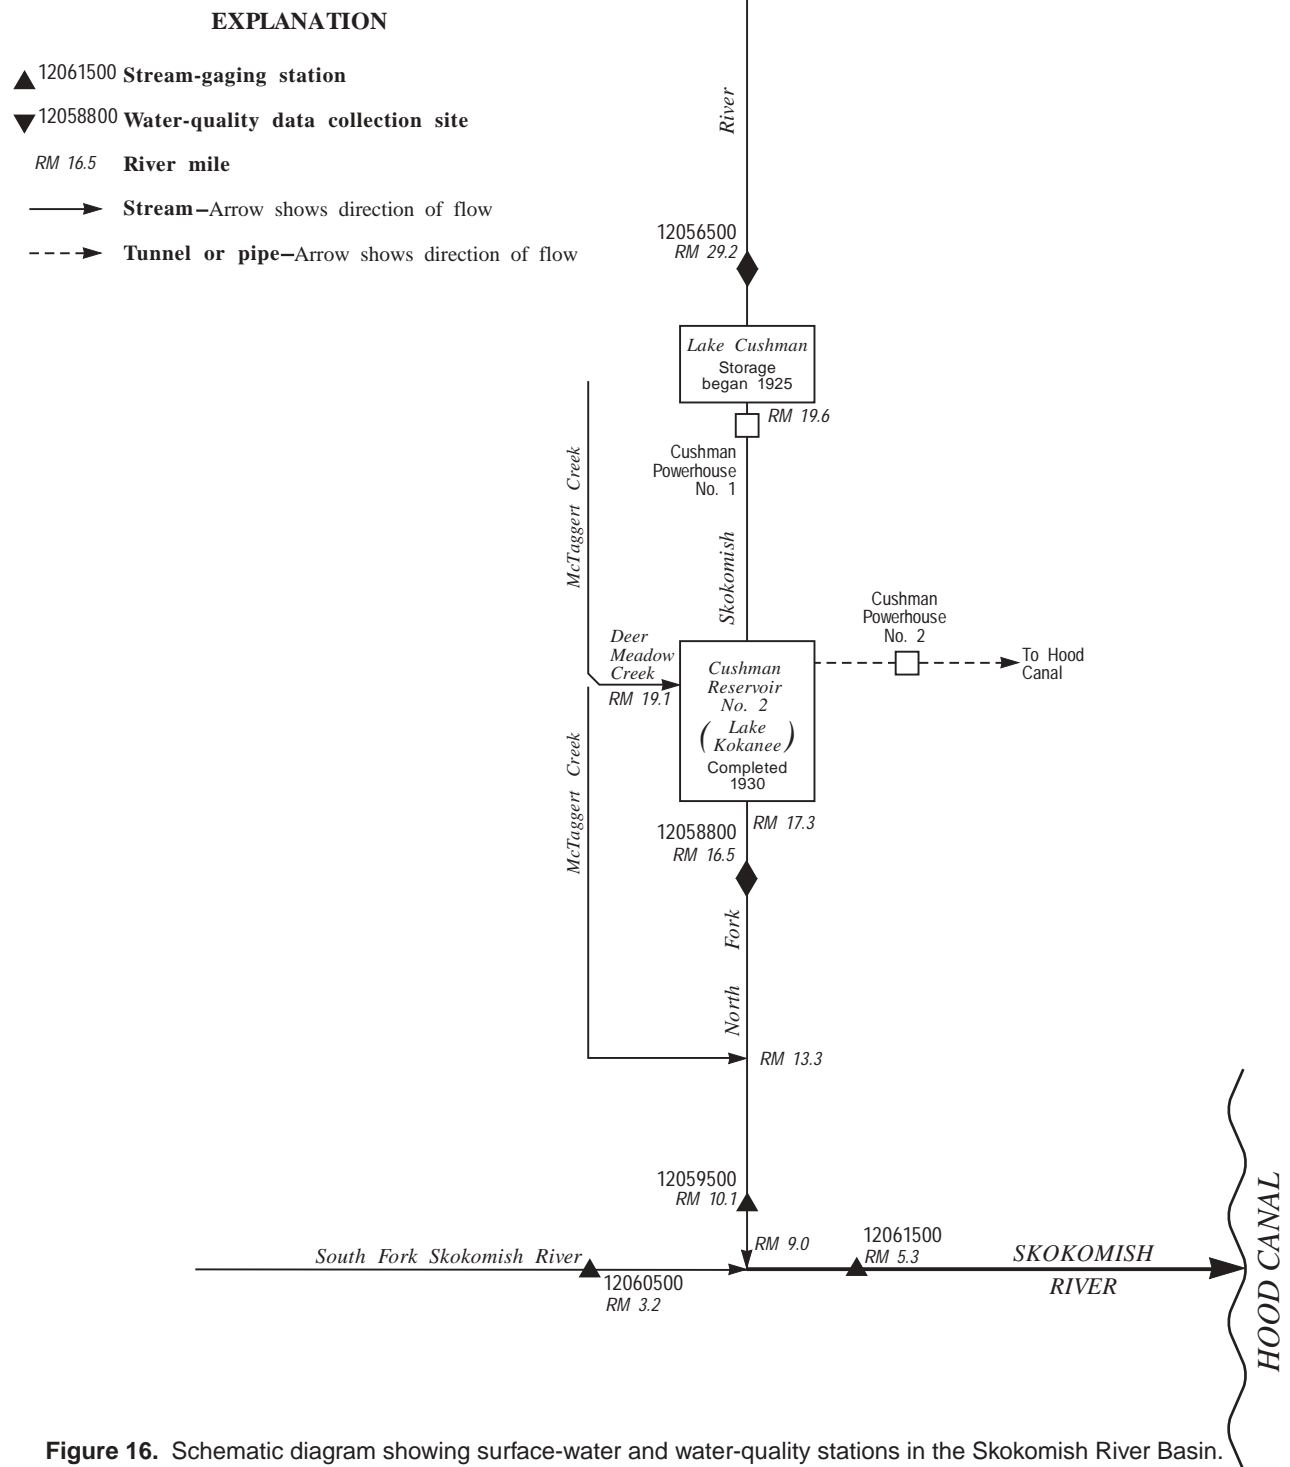 EXPLANATION
12061500 Stream-gaging station
12058800 Water-quality data collection site
RM 16.5 River mile
Stream–Arrow shows direction of flow
Tunnel or pipe–Arrow shows direction of flow
River
12056500
RM 29.2
Lake Cushman
Storage
began 1925
RM 19.6
Cushman
Powerhouse
No. 1
McTaggert Creek
Skokomish
Cushman
Powerhouse
No. 2
To Hood
Canal
Deer
Meadow
Creek
RM 19.1
Cushman
Reservoir
No. 2
(Lake
Kokanee)
Completed
1930
McTaggert Creek
RM 17.3
12058800
RM 16.5
North Fork
RM 13.3
12059500
RM 10.1
RM 9.0
South Fork Skokomish River
12060500
RM 3.2
12061500
RM 5.3
SKOKOMISH
RIVER
HOOD CANAL
Figure 16. Schematic diagram showing surface-water and water-quality stations in the Skokomish River Basin.